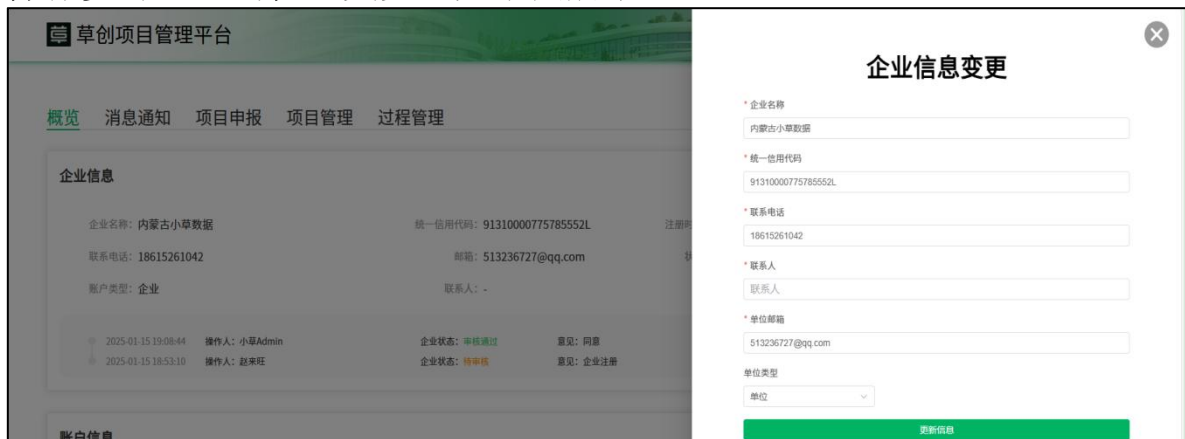 草创项目管理平台
概览 消息通知 项目申报 项目管理 过程管理
企业信息
企业名称: 内蒙古小草数据 统一信用代码: 91310000775785552L 注册时
联系电话: 18615261042 邮箱: 513236727@qq.com 状
账户类型: 企业 联系人: -
2025-01-15 19:08:44 操作人: 小草Admin 企业状态: 审核通过 意见: 同意
2025-01-15 18:53:10 操作人: 赵来旺 企业状态: 待审核 意见: 企业注册
账户信息
企业信息变更
* 企业名称
内蒙古小草数据
* 统一信用代码
91310000775785552L
* 联系电话
18615261042
* 联系人
联系人
* 单位邮箱
513236727@qq.com
单位类型
单位
更新信息